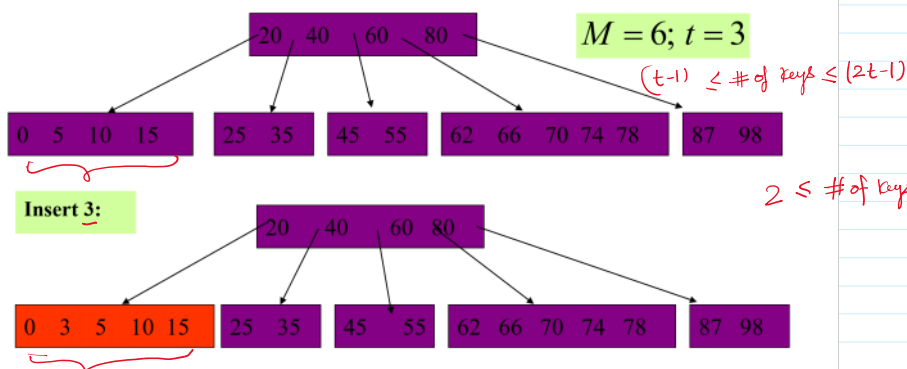 20 40 60 80
M = 6; t = 3
(t-1) ≤ # of keys ≤ (2t-1)
0 5 10 15
25 35
45 55
62 66 70 74 78
87 98
2 ≤ # of keys
Insert 3:
20 40 60 80
0 3 5 10 15
25 35
45 55
62 66 70 74 78
87 98